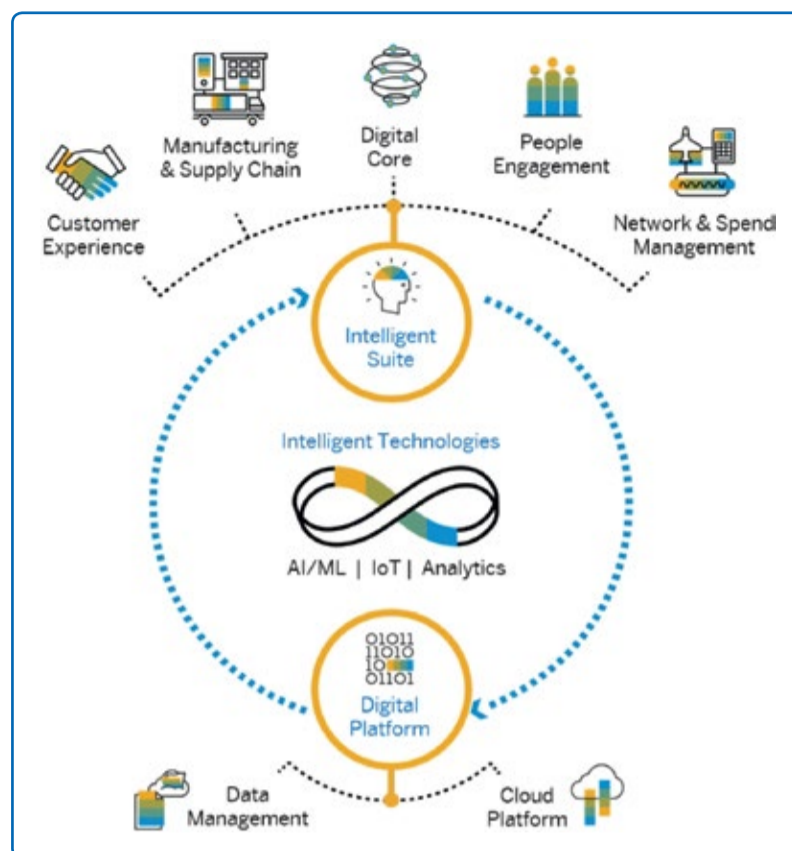 Customer
Experience
Manufacturing
& Supply Chain
Digital
Core
People
Engagement
Network & Spend
Management
Intelligent
Suite
Intelligent Technologies
AI/ML | IoT | Analytics
01011
11010
10
01101
Digital
Platform
Data
Management
Cloud
Platform